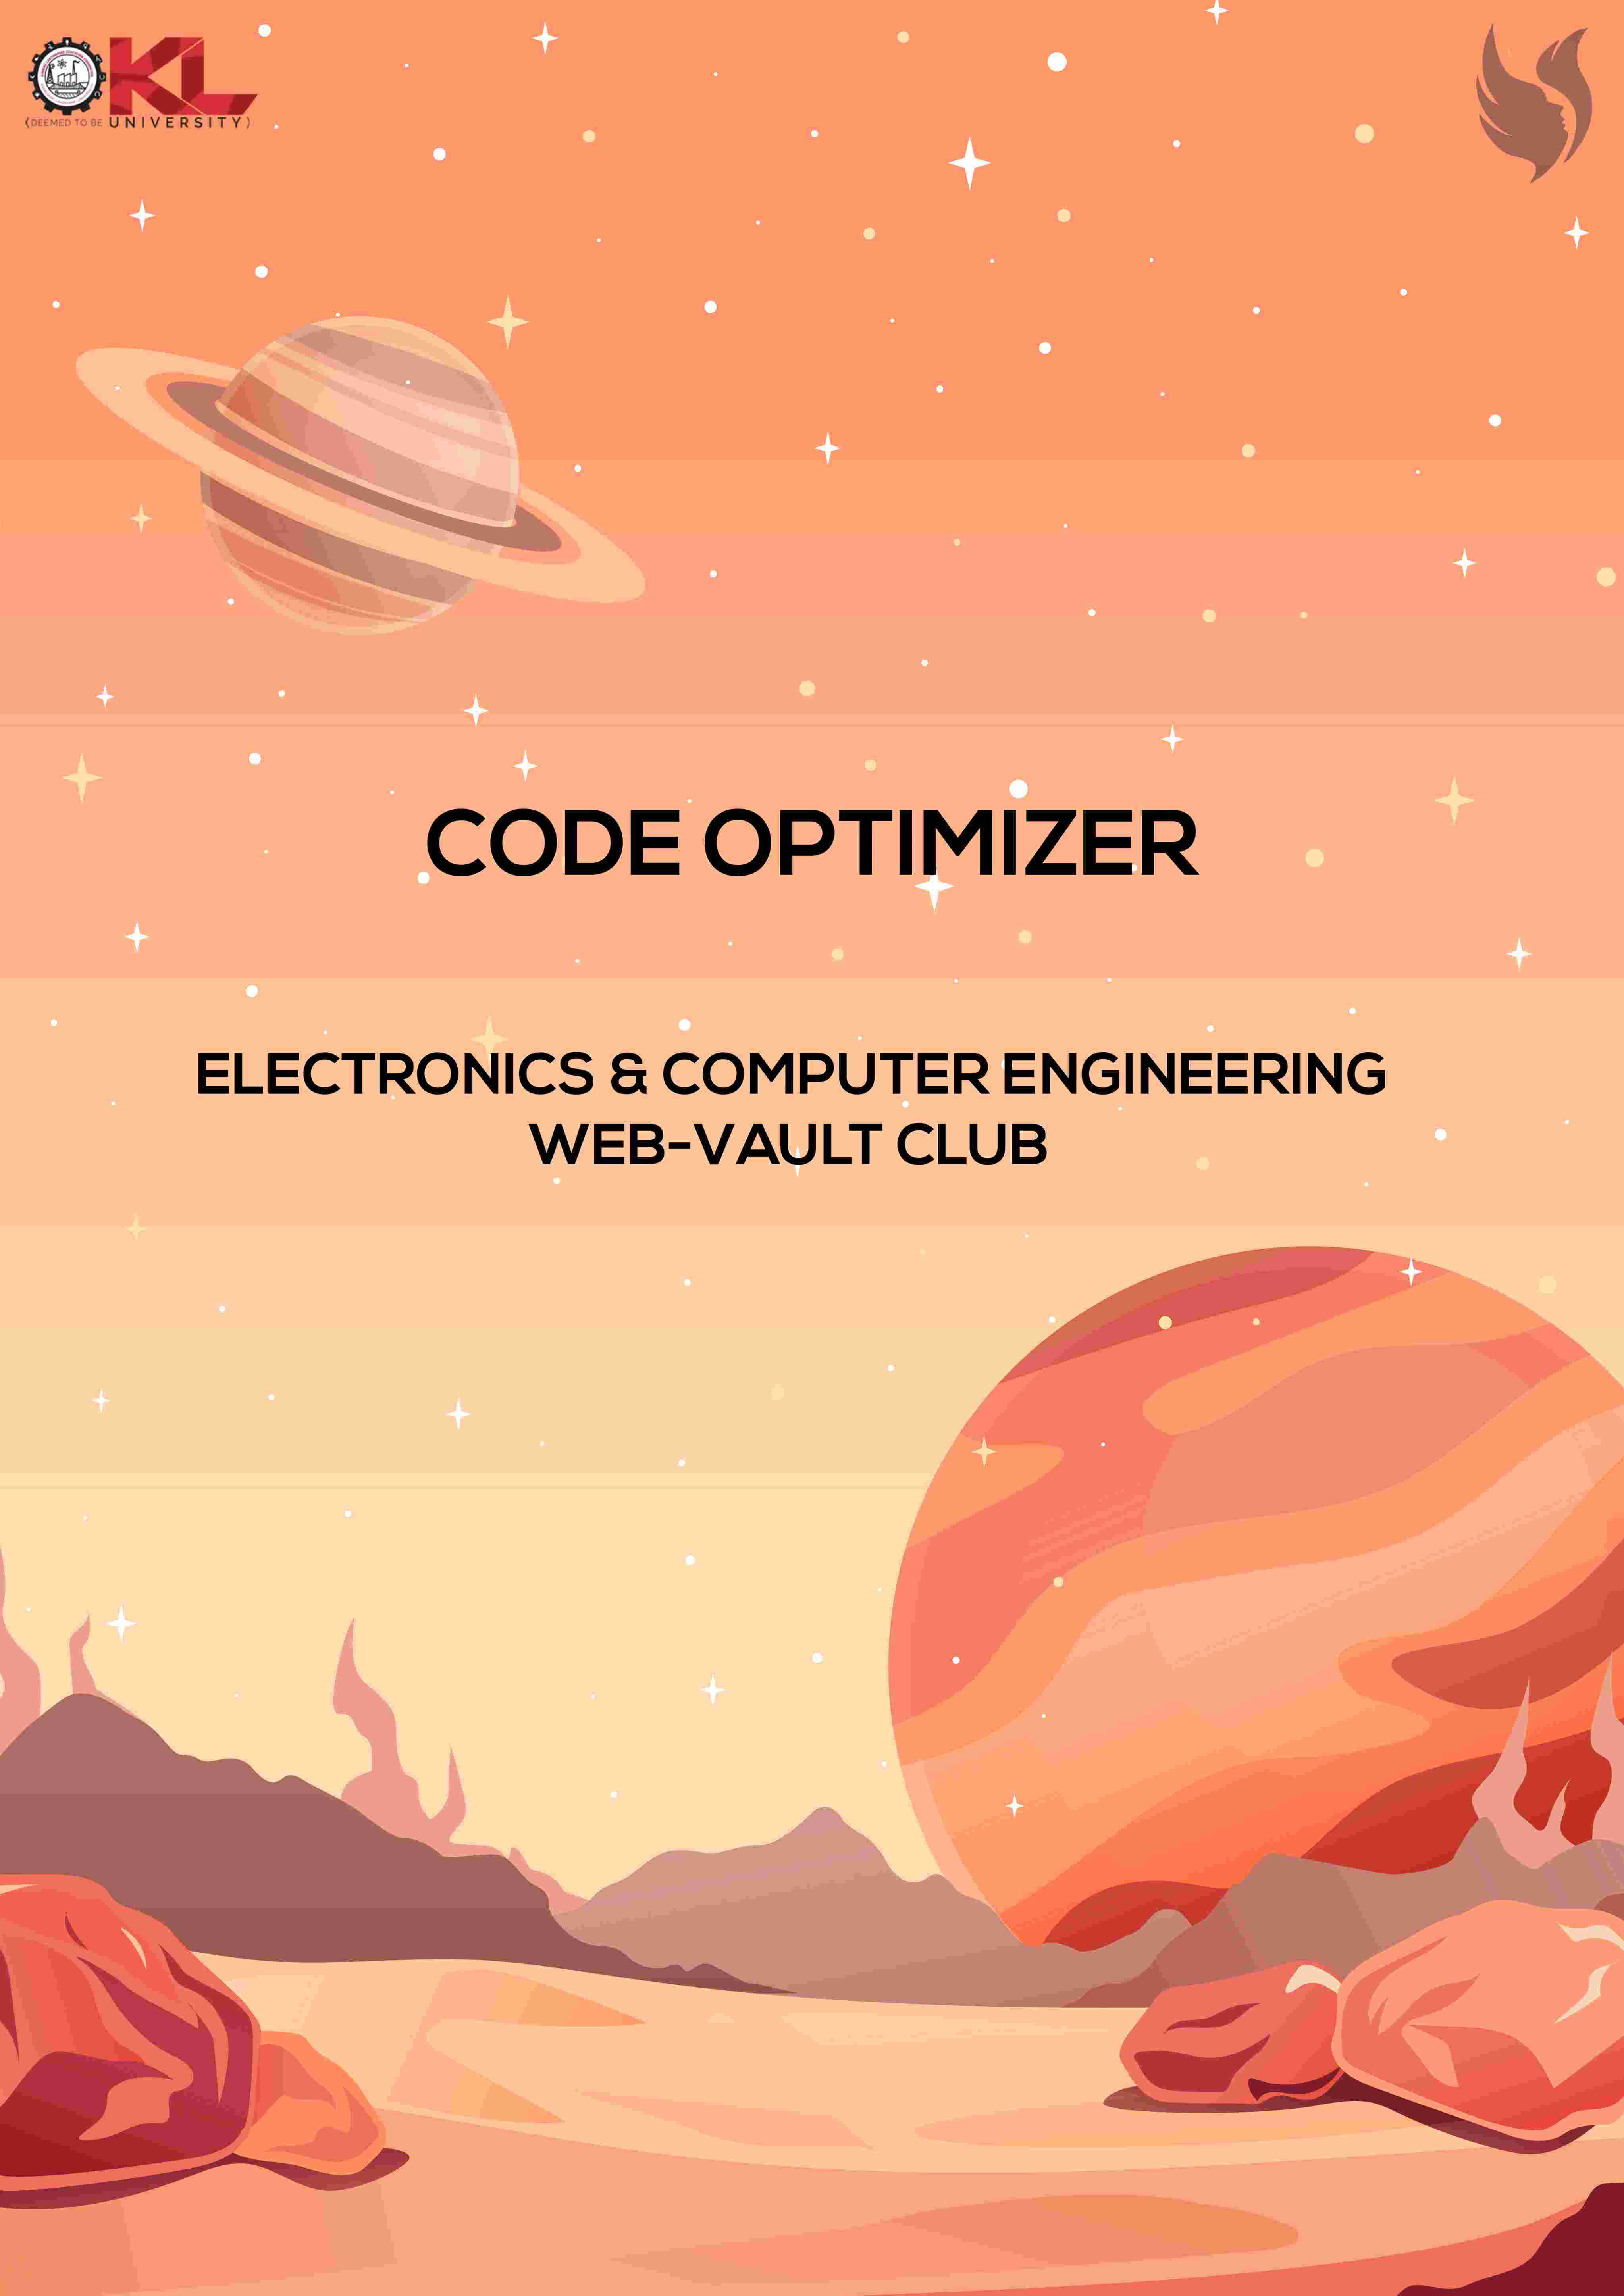 KL
(DEEMED TO BE UNIVERSITY)
CODE OPTIMIZER
ELECTRONICS & COMPUTER ENGINEERING
WEB-VAULT CLUB